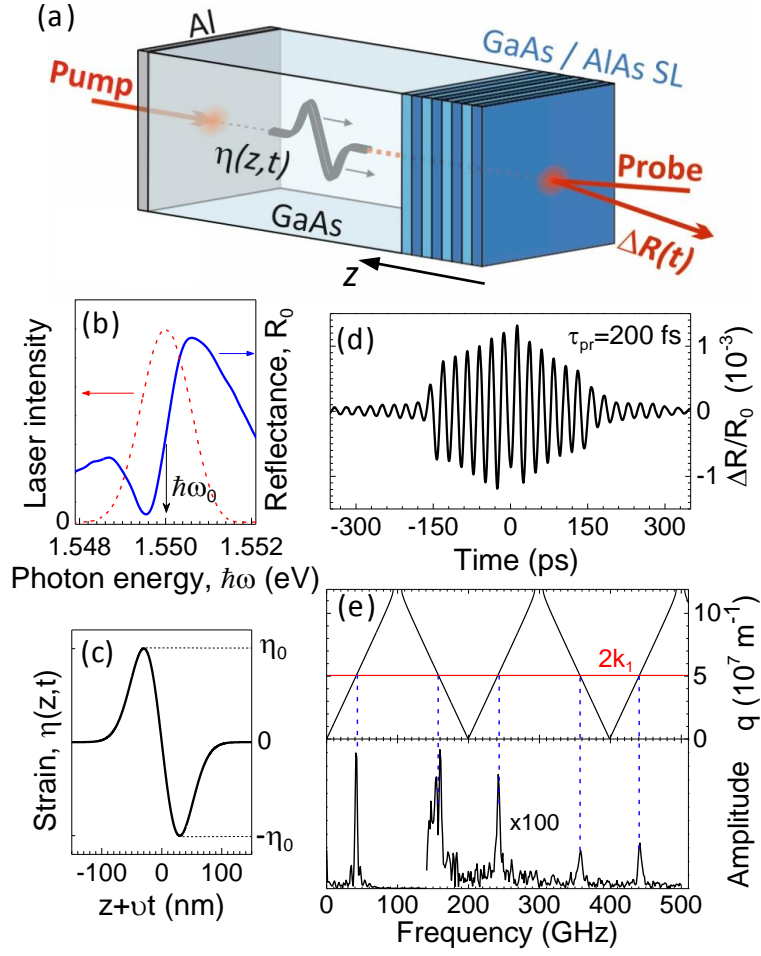 (a)
Al
GaAs / AlAs SL
Pump
η(z,t)
Probe
GaAs
ΔR(t)
z
(b)
Laser intensity
Reflectance, R₀
ħω₀
0
1.548 1.550 1.552
Photon energy, ħω (eV)
(d)
τpr=200 fs
1
0
-1
ΔR/R₀ (10⁻³)
-350 -150 0 150 350
Time (ps)
(c)
Strain, η(z,t)
η₀
0
-η₀
-100 0 100
z+υt (nm)
(e)
2k₁
10
5
0
q (10⁷ m⁻¹)
x100
Amplitude
0 100 200 300 400 500
Frequency (GHz)